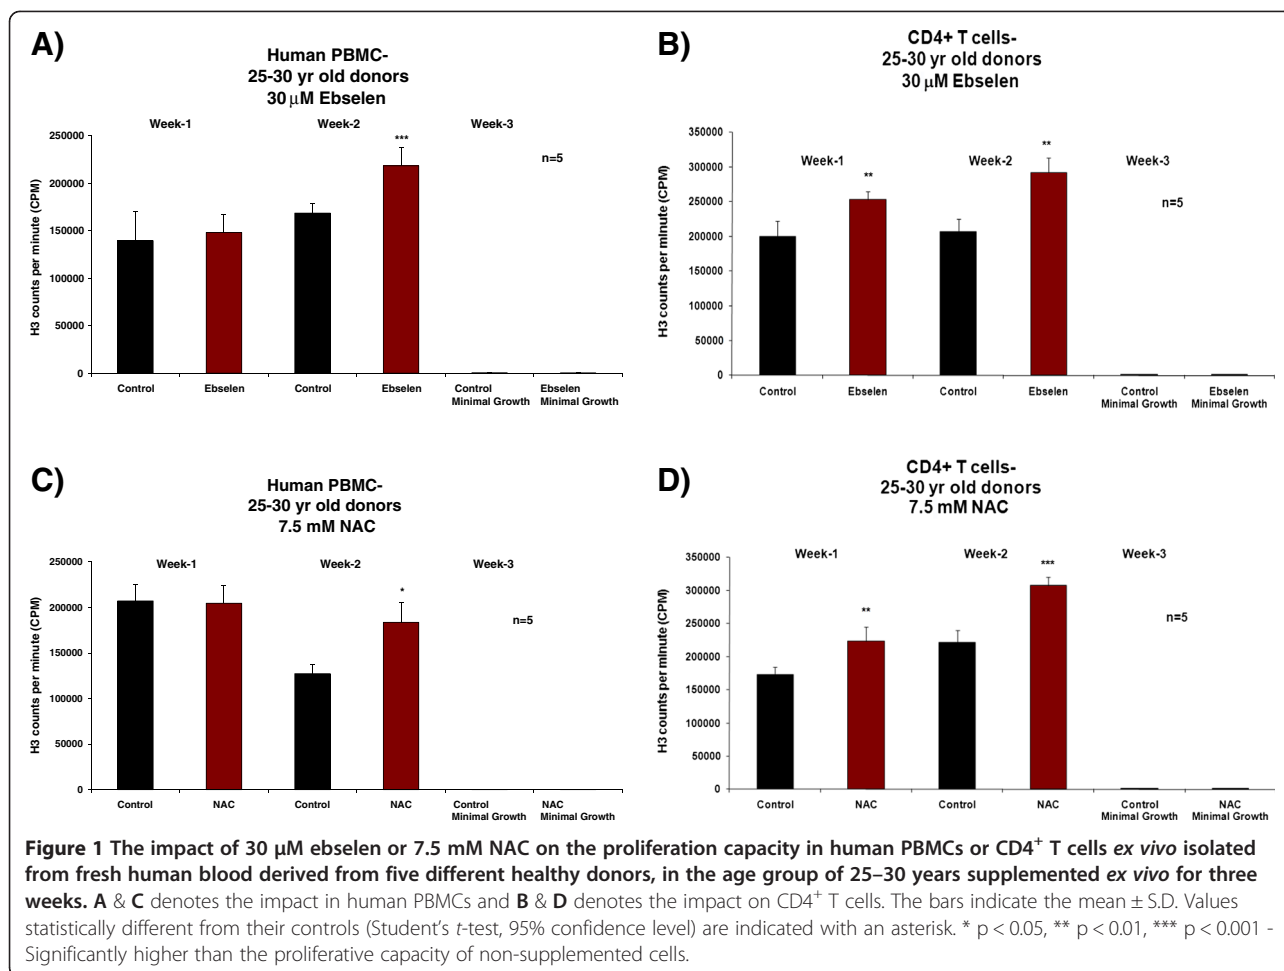 A)
Human PBMC-
25-30 yr old donors
30 µM Ebselen
Week-1 Week-2 Week-3
***
n=5
H3 counts per minute (CPM)
250000
200000
150000
100000
50000
0
Control Ebselen Control Ebselen Control Ebselen
Minimal Growth Minimal Growth
B)
CD4+ T cells-
25-30 yr old donors
30 µM Ebselen
Week-1 Week-2 Week-3
** **
n=5
H3 counts per minute (CPM)
350000
300000
250000
200000
150000
100000
50000
0
Control Ebselen Control Ebselen Control Ebselen
Minimal Growth Minimal Growth
C)
Human PBMC-
25-30 yr old donors
7.5 mM NAC
Week-1 Week-2 Week-3
*
n=5
H3 counts per minute (CPM)
250000
200000
150000
100000
50000
0
Control NAC Control NAC Control NAC
Minimal Growth Minimal Growth
D)
CD4+ T cells-
25-30 yr old donors
7.5 mM NAC
Week-1 Week-2 Week-3
** ***
n=5
H3 counts per minute (CPM)
350000
300000
250000
200000
150000
100000
50000
0
Control NAC Control NAC Control NAC
Minimal Growth Minimal Growth
Figure 1 The impact of 30 µM ebselen or 7.5 mM NAC on the proliferation capacity in human PBMCs or CD4⁺ T cells ex vivo isolated
from fresh human blood derived from five different healthy donors, in the age group of 25–30 years supplemented ex vivo for three
weeks. A & C denotes the impact in human PBMCs and B & D denotes the impact on CD4⁺ T cells. The bars indicate the mean ± S.D. Values
statistically different from their controls (Student’s t-test, 95% confidence level) are indicated with an asterisk. * p < 0.05, ** p < 0.01, *** p < 0.001 -
Significantly higher than the proliferative capacity of non-supplemented cells.